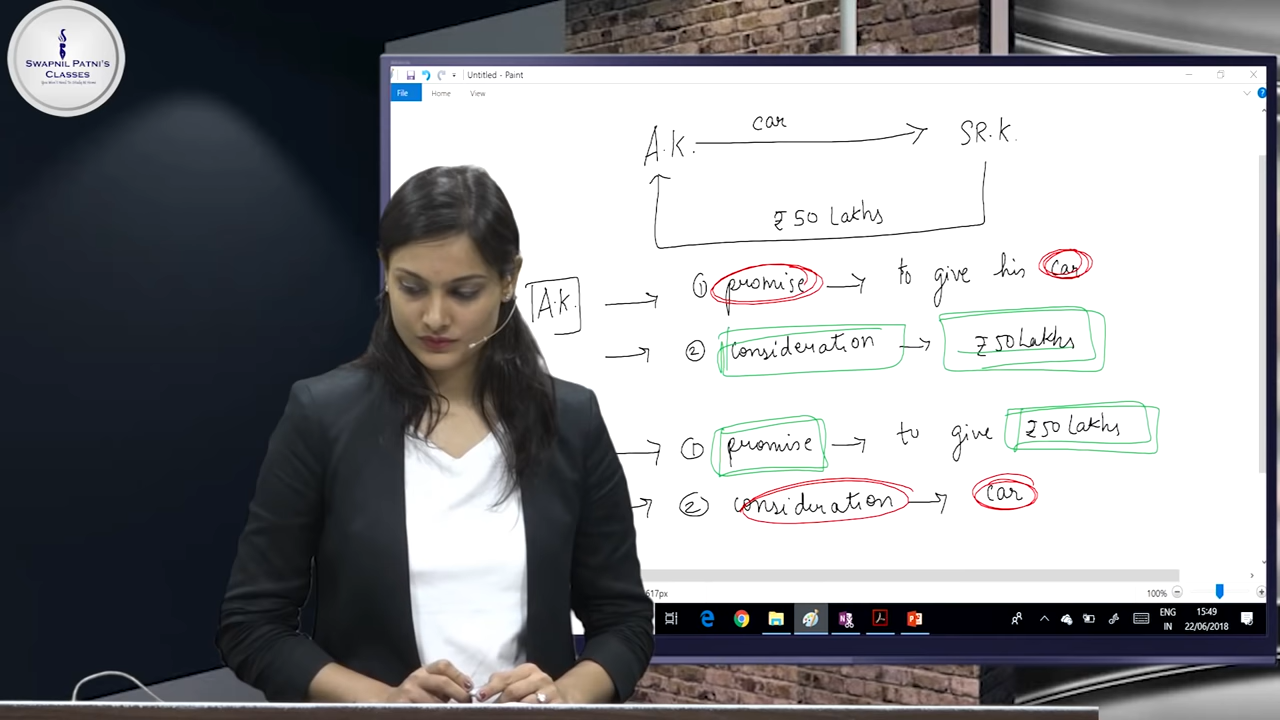 SWAPNIL PATNI'S
CLASSES
Untitled - Paint
File Home View
car
A.K. SR.K.
₹ 50 Lakhs
A.K. ① promise → to give his car
② consideration → ₹ 50 Lakhs
① promise → to give ₹50 Lakhs
② consideration → car
617px
100%
ENG
IN
15:49
22/06/2018